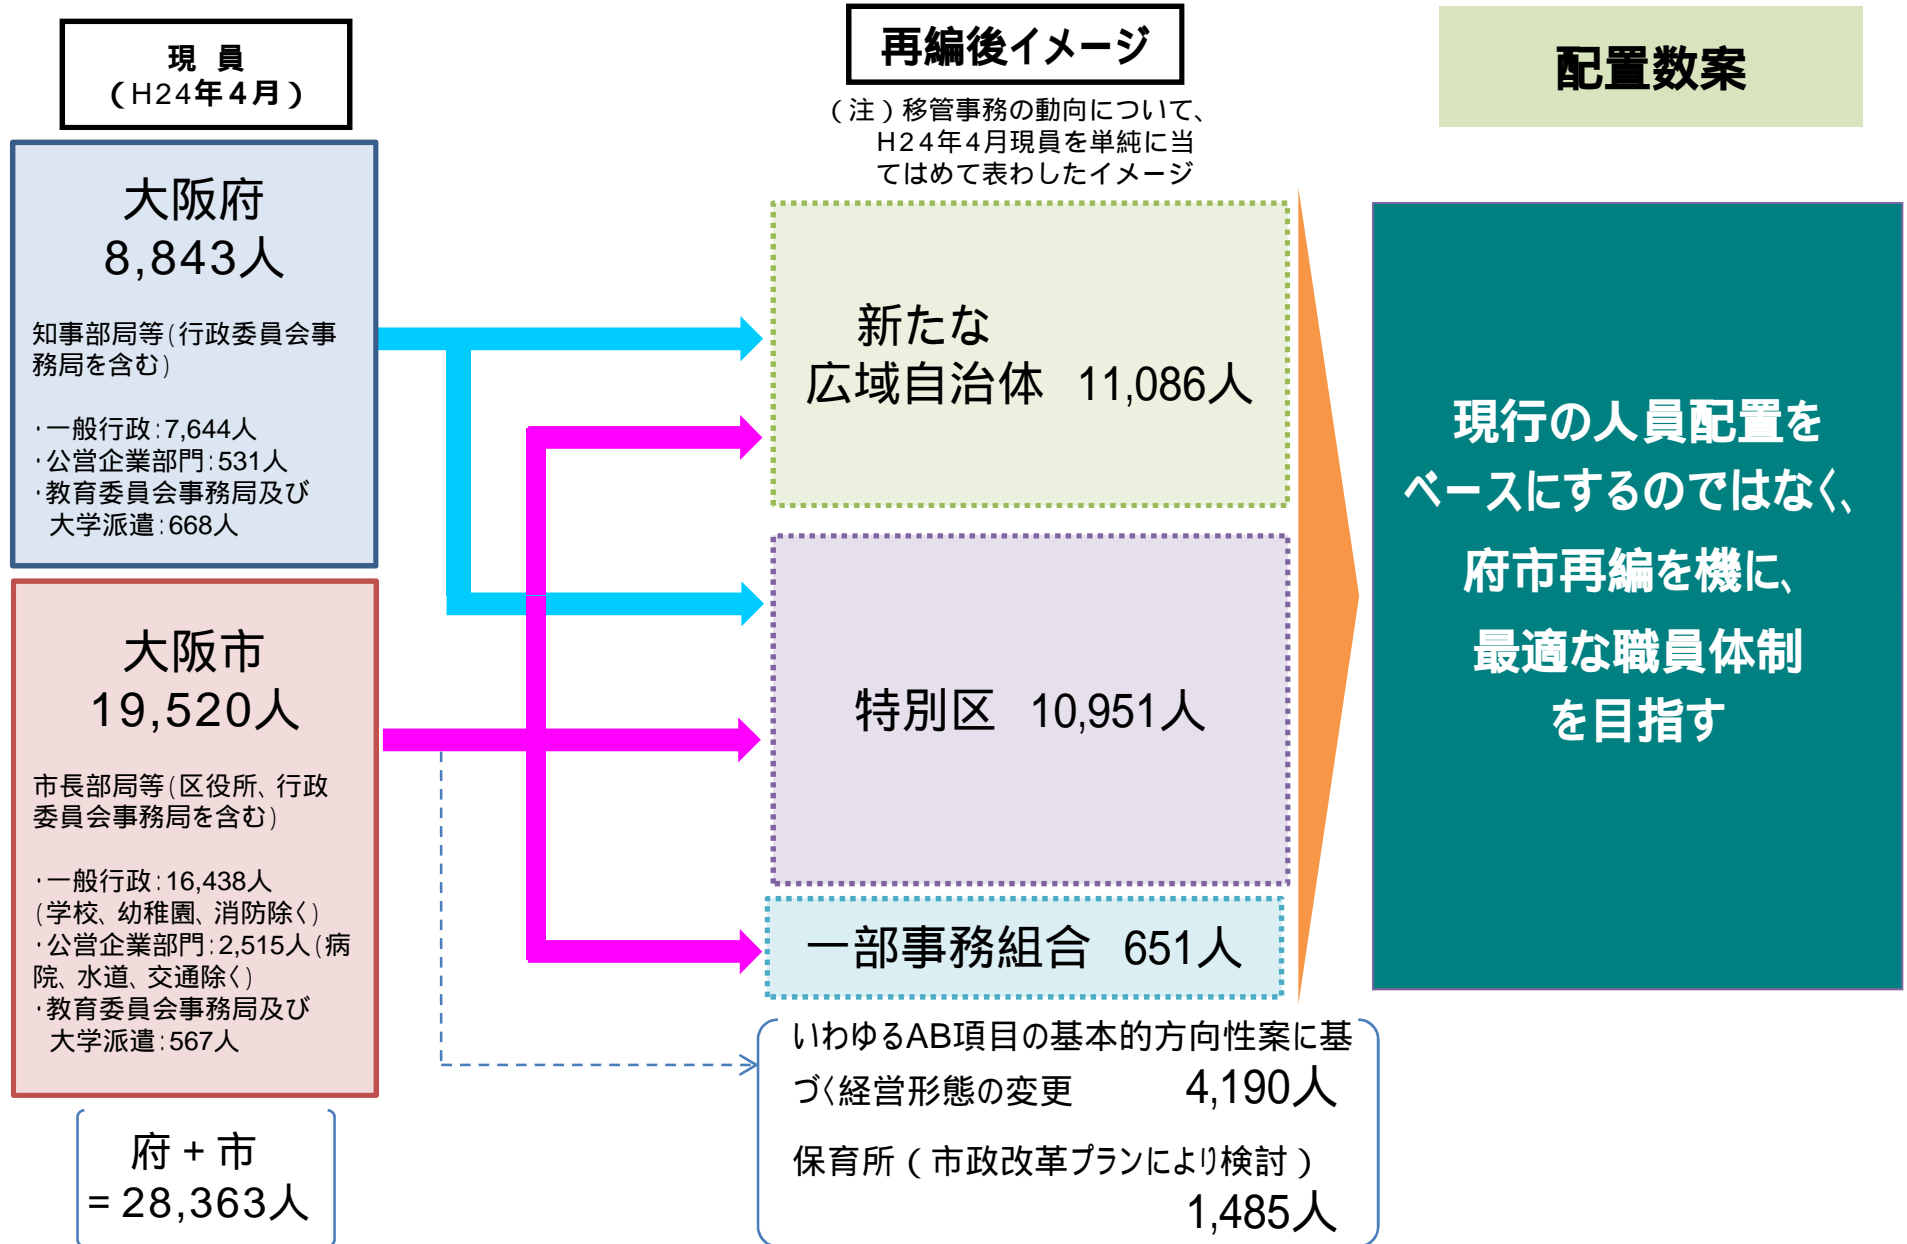 現 員
(H24年4月)
大阪府
8,843人
知事部局等(行政委員会事
務局を含む)
・一般行政:7,644人
・公営企業部門:531人
・教育委員会事務局及び
大学派遣:668人
大阪市
19,520人
市長部局等(区役所、行政
委員会事務局を含む)
・一般行政:16,438人
(学校、幼稚園、消防除く)
・公営企業部門:2,515人(病
院、水道、交通除く)
・教育委員会事務局及び
大学派遣:567人
府+市
=28,363人
再編後イメージ
(注)移管事務の動向について、
H24年4月現員を単純に当
てはめて表わしたイメージ
新たな
広域自治体 11,086人
特別区 10,951人
一部事務組合 651人
いわゆるAB項目の基本的方向性案に基
づく経営形態の変更 4,190人
保育所(市政改革プランにより検討)
1,485人
配置数案
現行の人員配置を
ベースにするのではなく、
府市再編を機に、
最適な職員体制
を目指す